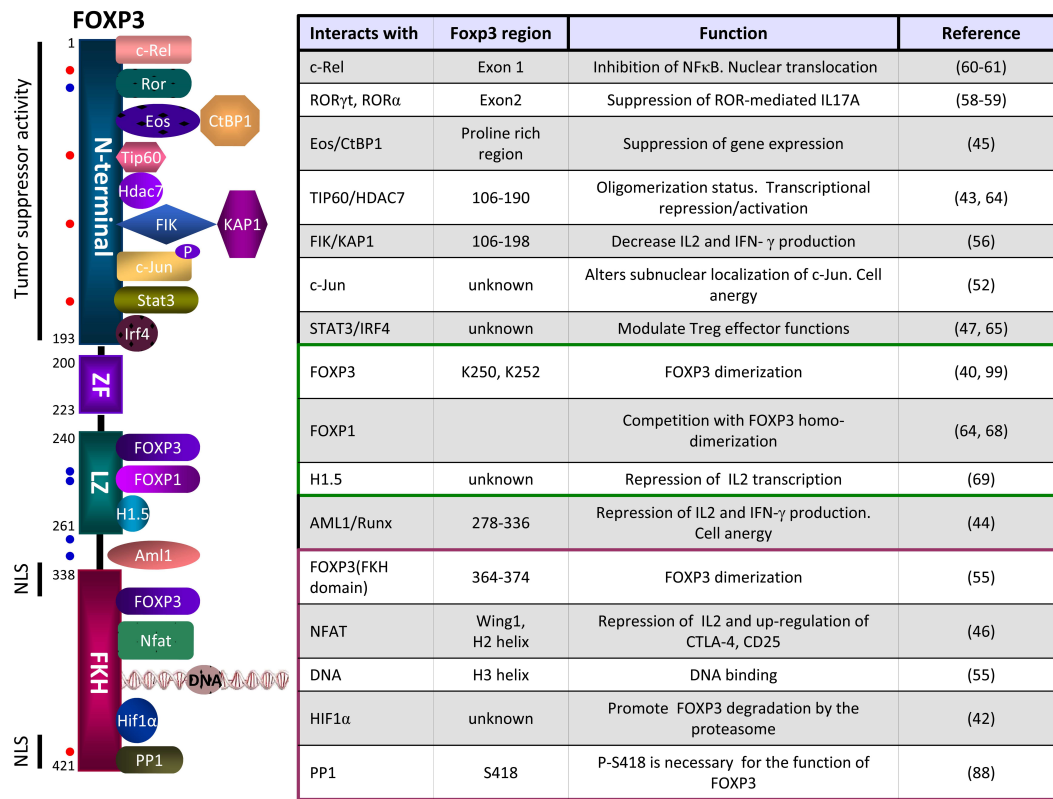 FOXP3
1
Tumor suppressor activity
N-terminal
c-Rel
Ror
Eos
CtBP1
Tip60
Hdac7
FIK
KAP1
P
c-Jun
Stat3
Irf4
193
200
ZF
223
240
LZ
FOXP3
FOXP1
H1.5
261
Aml1
NLS
338
FKH
FOXP3
Nfat
DNA
Hif1α
NLS
PP1
421
Interacts with Foxp3 region Function Reference
c-Rel Exon 1 Inhibition of NFκB. Nuclear translocation (60-61)
RORγt, RORα Exon2 Suppression of ROR-mediated IL17A (58-59)
Eos/CtBP1 Proline rich
region Suppression of gene expression (45)
TIP60/HDAC7 106-190 Oligomerization status. Transcriptional
repression/activation (43, 64)
FIK/KAP1 106-198 Decrease IL2 and IFN- γ production (56)
c-Jun unknown Alters subnuclear localization of c-Jun. Cell
anergy (52)
STAT3/IRF4 unknown Modulate Treg effector functions (47, 65)
FOXP3 K250, K252 FOXP3 dimerization (40, 99)
FOXP1 Competition with FOXP3 homo-
dimerization (64, 68)
H1.5 unknown Repression of IL2 transcription (69)
AML1/Runx 278-336 Repression of IL2 and IFN-γ production.
Cell anergy (44)
FOXP3(FKH
domain) 364-374 FOXP3 dimerization (55)
NFAT Wing1,
H2 helix Repression of IL2 and up-regulation of
CTLA-4, CD25 (46)
DNA H3 helix DNA binding (55)
HIF1α unknown Promote FOXP3 degradation by the
proteasome (42)
PP1 S418 P-S418 is necessary for the function of
FOXP3 (88)